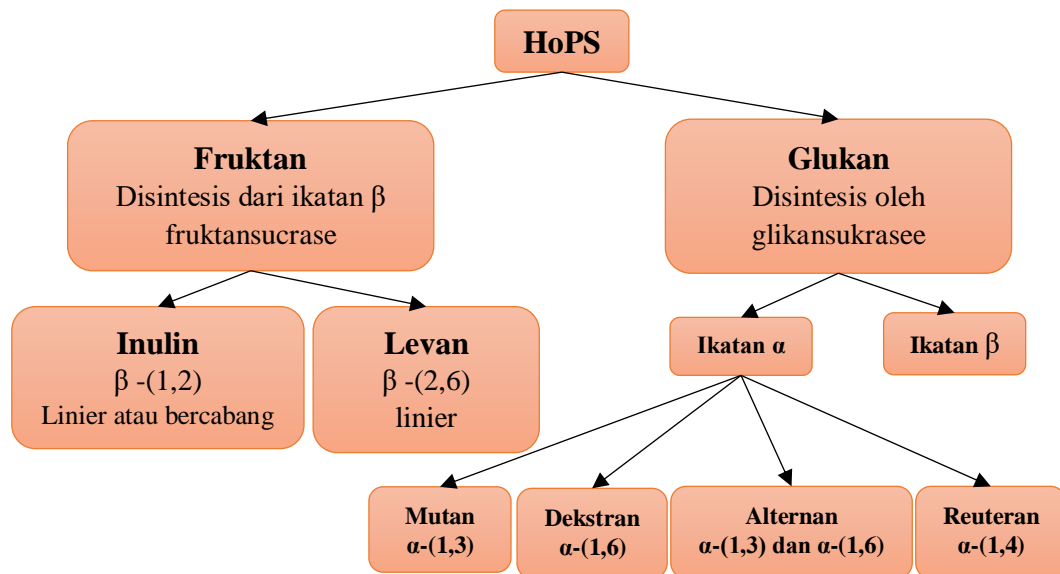 HoPS
Fruktan
Disintesis dari ikatan β
fruktansucrase
Glukan
Disintesis oleh
glikansukrasee
Inulin
β -(1,2)
Linier atau bercabang
Levan
β -(2,6)
linier
Ikatan α
Ikatan β
Mutan
α-(1,3)
Dekstran
α-(1,6)
Alternan
α-(1,3) dan α-(1,6)
Reuteran
α-(1,4)